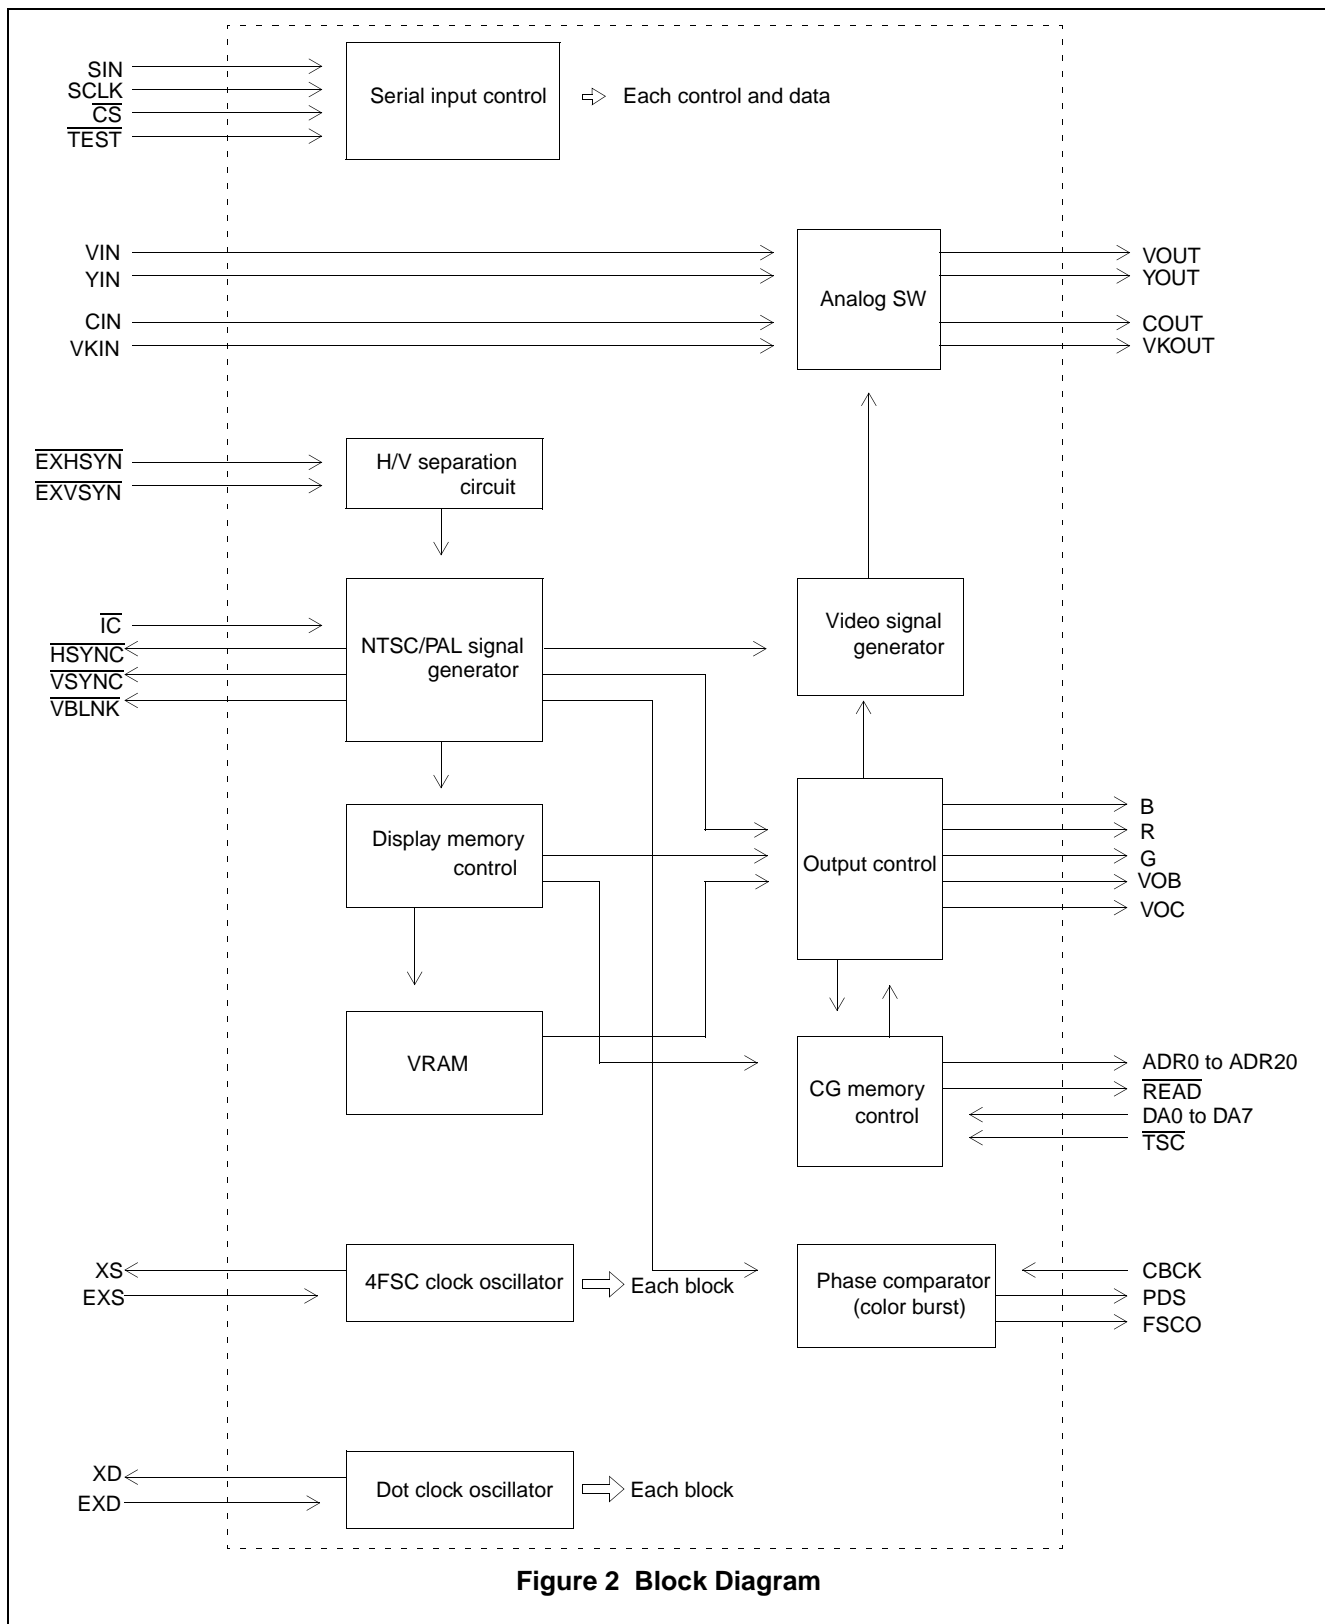 SIN
SCLK
CS
TEST
Serial input control
Each control and data
VIN
YIN
CIN
VKIN
Analog SW
VOUT
YOUT
COUT
VKOUT
EXHSYN
EXVSYN
H/V separation
circuit
IC
HSYNC
VSYNC
VBLNK
NTSC/PAL signal
generator
Video signal
generator
Display memory
control
Output control
B
R
G
VOB
VOC
VRAM
CG memory
control
ADR0 to ADR20
READ
DA0 to DA7
TSC
XS
EXS
4FSC clock oscillator
Each block
Phase comparator
(color burst)
CBCK
PDS
FSCO
XD
EXD
Dot clock oscillator
Each block
Figure 2 Block Diagram